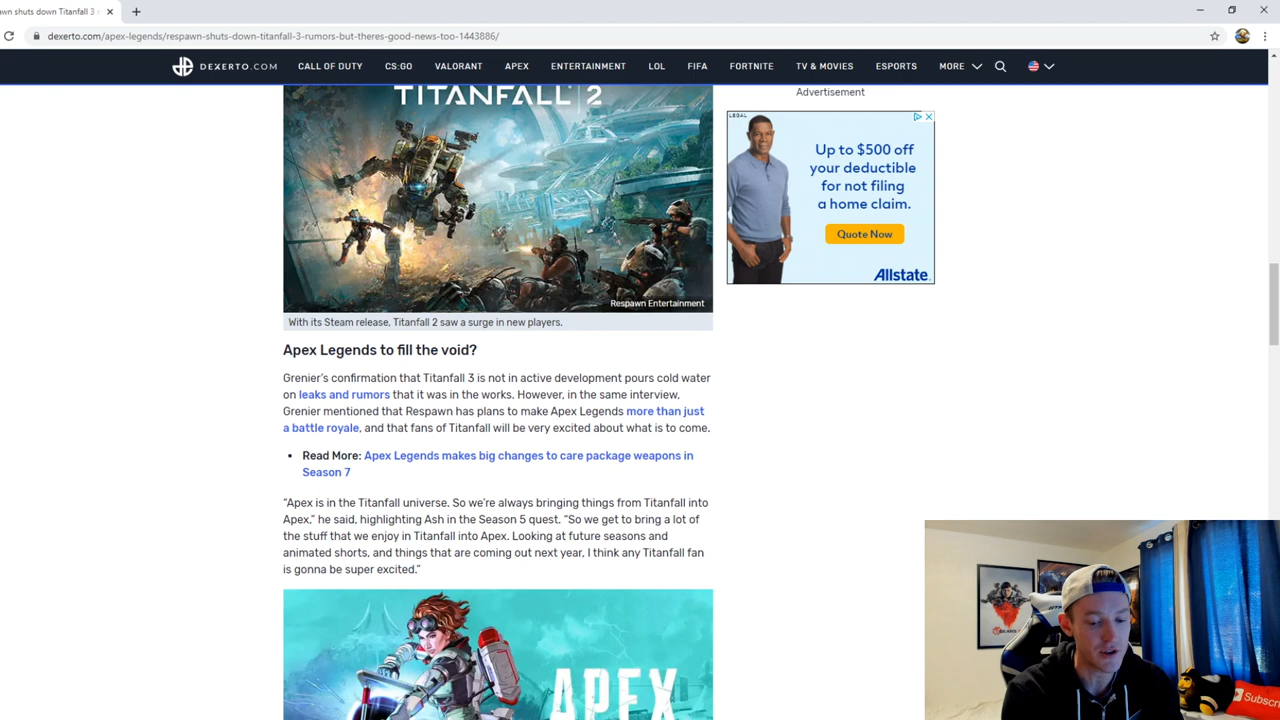 wn shuts down Titanfall 3
dexerto.com/apex-legends/respawn-shuts-down-titanfall-3-rumors-but-theres-good-news-too-1443886/
DEXERTO.COM
CALL OF DUTY
CS:GO
VALORANT
APEX
ENTERTAINMENT
LOL
FIFA
FORTNITE
TV & MOVIES
ESPORTS
MORE
TITANFALL 2
Respawn Entertainment
With its Steam release, Titanfall 2 saw a surge in new players.
Advertisement
LEGAL
Up to $500 off
your deductible
for not filing
a home claim.
Quote Now
Allstate
Apex Legends to fill the void?
Grenier’s confirmation that Titanfall 3 is not in active development pours cold water
on leaks and rumors that it was in the works. However, in the same interview,
Grenier mentioned that Respawn has plans to make Apex Legends more than just
a battle royale, and that fans of Titanfall will be very excited about what is to come.
• Read More: Apex Legends makes big changes to care package weapons in
Season 7
“Apex is in the Titanfall universe. So we’re always bringing things from Titanfall into
Apex,” he said, highlighting Ash in the Season 5 quest. “So we get to bring a lot of
the stuff that we enjoy in Titanfall into Apex. Looking at future seasons and
animated shorts, and things that are coming out next year, I think any Titanfall fan
is gonna be super excited.”
APEX
GEARS
Subscr